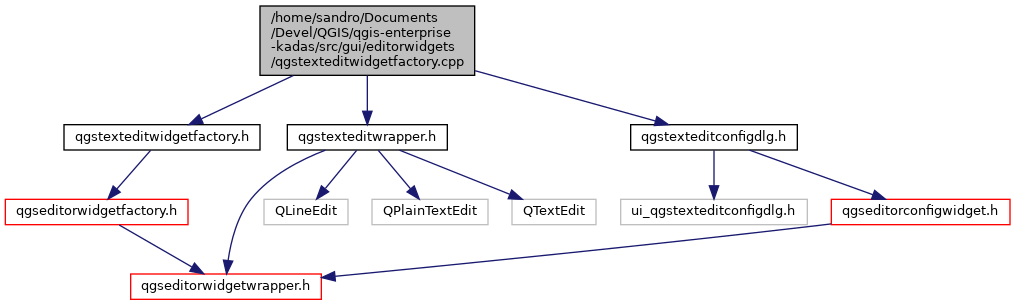 /home/sandro/Documents
/Devel/QGIS/qgis-enterprise
-kadas/src/gui/editorwidgets
/qgstexteditwidgetfactory.cpp
qgstexteditwidgetfactory.h
qgstexteditwrapper.h
qgstexteditconfigdlg.h
qgseditorwidgetfactory.h
QLineEdit
QPlainTextEdit
QTextEdit
ui_qgstexteditconfigdlg.h
qgseditorconfigwidget.h
qgseditorwidgetwrapper.h